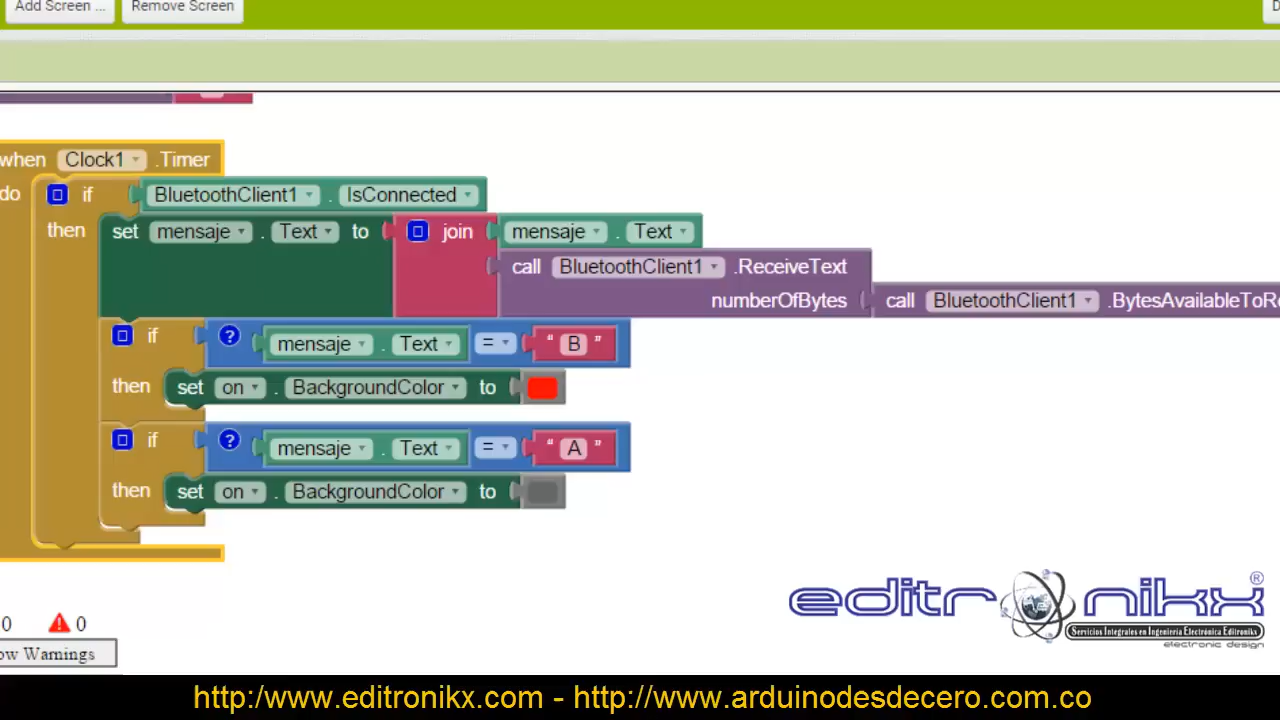 Add Screen ... Remove Screen
when Clock1 .Timer
do if BluetoothClient1 . IsConnected
then set mensaje . Text to join mensaje . Text
call BluetoothClient1 .ReceiveText
numberOfBytes call BluetoothClient1 .BytesAvailableToRe
if ? mensaje . Text = “ B ”
then set on . BackgroundColor to
if ? mensaje . Text = “ A ”
then set on . BackgroundColor to
0 0
ow Warnings
editronikx ®
Servicios Integrales en Ingeniería Electrónica Editronikx
electronic design
http:/www.editronikx.com - http://www.arduinodesdecero.com.co